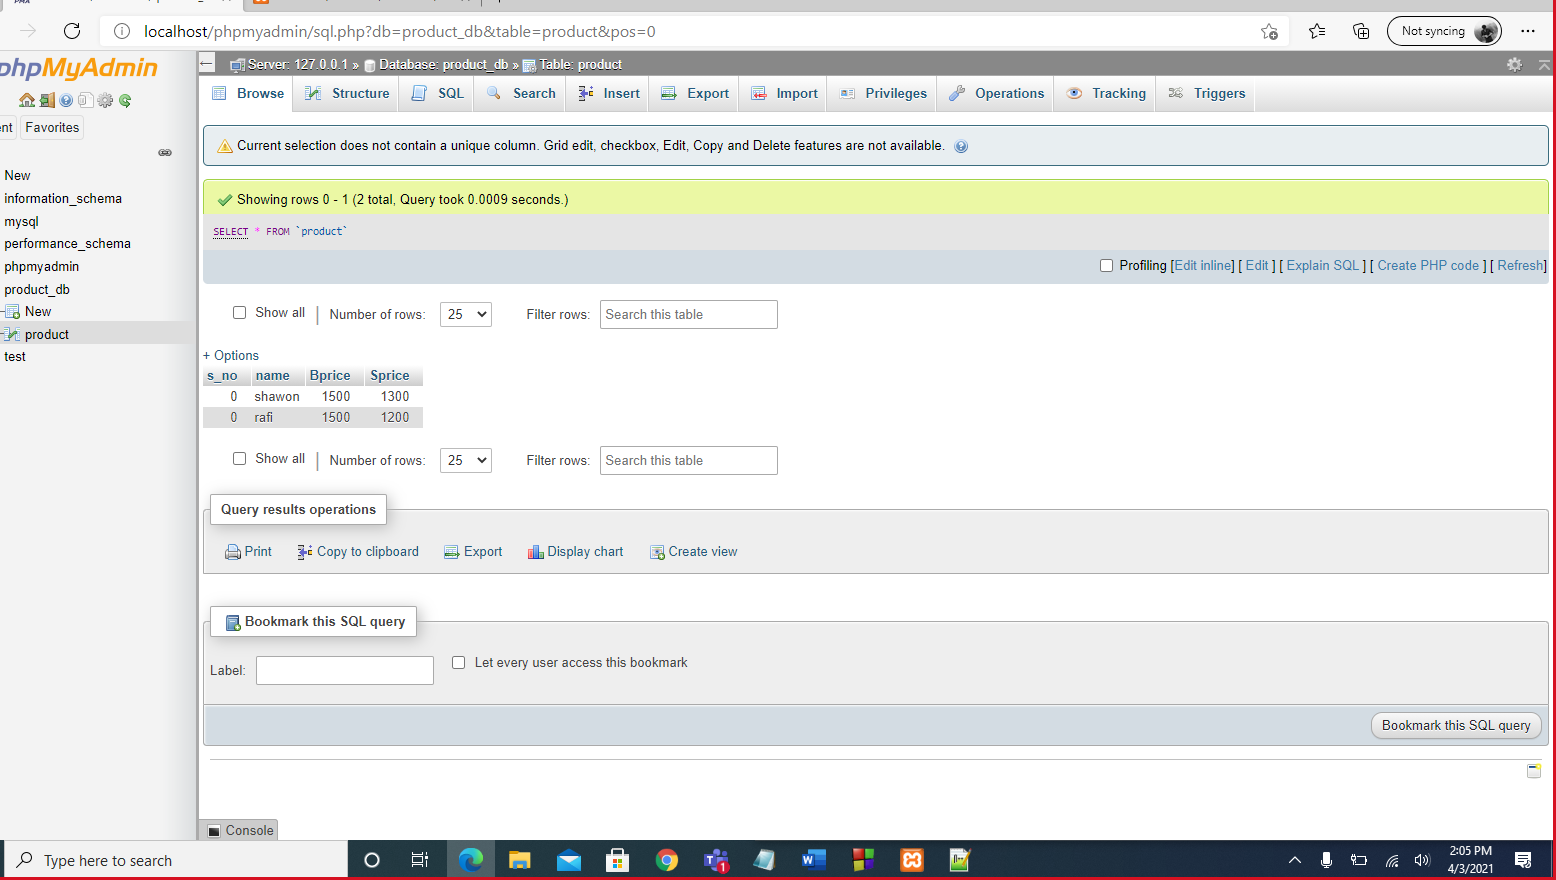 localhost/phpmyadmin/sql.php?db=product_db&table=product&pos=0
Not syncing
phpMyAdmin
Server: 127.0.0.1 » Database: product_db » Table: product
Browse Structure SQL Search Insert Export Import Privileges Operations Tracking Triggers
nt Favorites
Current selection does not contain a unique column. Grid edit, checkbox, Edit, Copy and Delete features are not available.
New
information_schema
mysql
performance_schema
phpmyadmin
product_db
New
product
test
Showing rows 0 - 1 (2 total, Query took 0.0009 seconds.)
SELECT * FROM `product`
Profiling [Edit inline] [ Edit ] [ Explain SQL ] [ Create PHP code ] [ Refresh]
Show all | Number of rows: 25 Filter rows: Search this table
+ Options
s_no name Bprice Sprice
0 shawon 1500 1300
0 rafi 1500 1200
Show all | Number of rows: 25 Filter rows: Search this table
Query results operations
Print Copy to clipboard Export Display chart Create view
Bookmark this SQL query
Label: Let every user access this bookmark
Bookmark this SQL query
Console
Type here to search
1
W
2:05 PM
4/3/2021